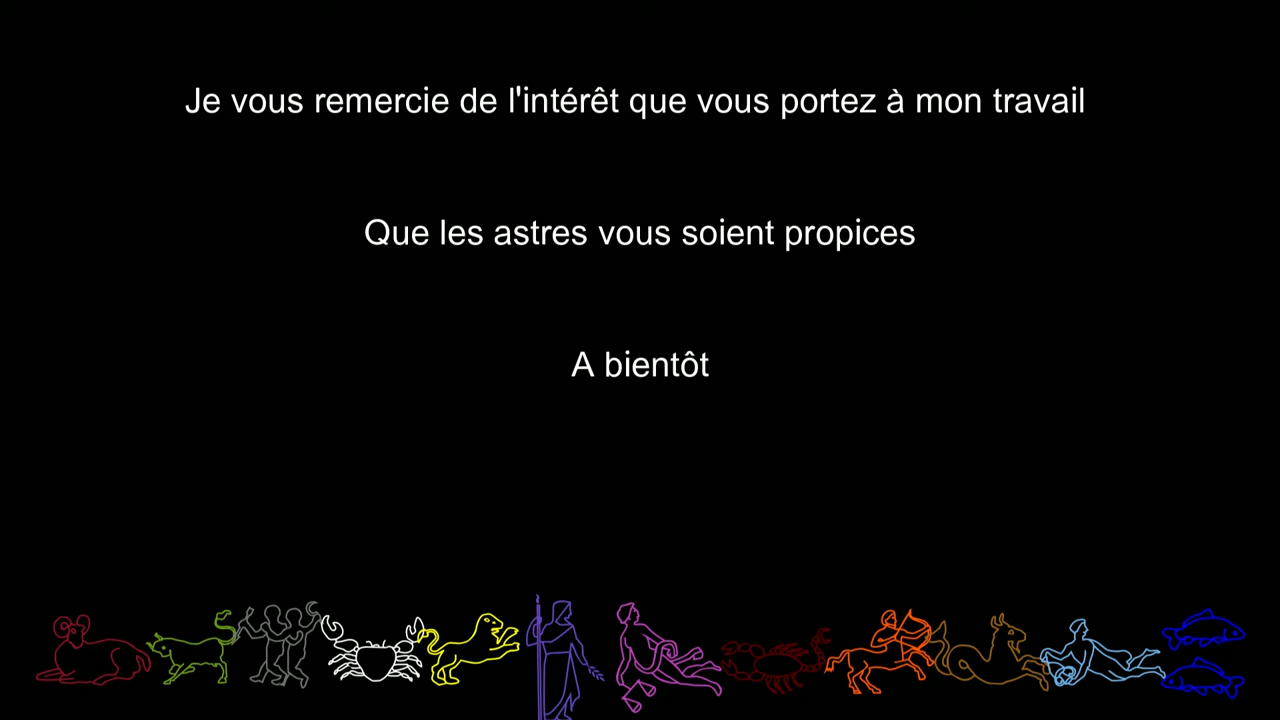 Je vous remercie de l'intérêt que vous portez à mon travail
Que les astres vous soient propices
A bientôt